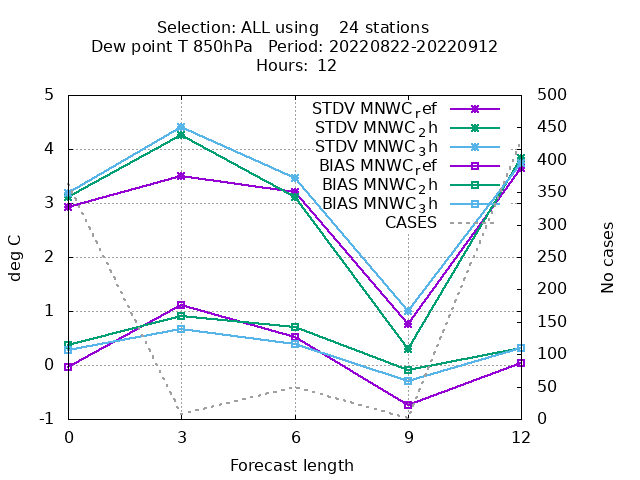 Selection: ALL using    24 stations
Dew point T 850hPa   Period: 20220822-20220912
Hours: 12
STDV MNWC_ref
STDV MNWC_2h
STDV MNWC_3h
BIAS MNWC_ref
BIAS MNWC_2h
BIAS MNWC_3h
CASES
5
4
3
2
1
0
-1
deg C
500
450
400
350
300
250
200
150
100
50
0
No cases
0 3 6 9 12
Forecast length